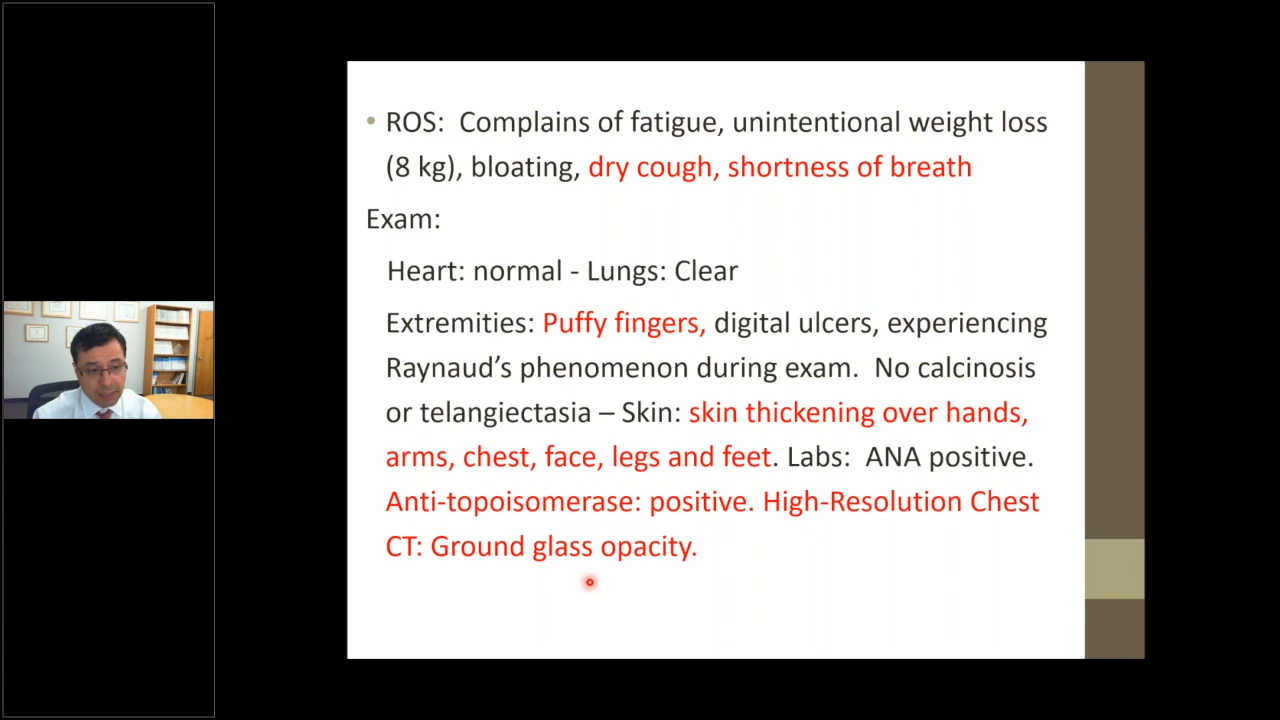 • ROS:  Complains of fatigue, unintentional weight loss
(8 kg), bloating, dry cough, shortness of breath
Exam:
Heart: normal - Lungs: Clear
Extremities: Puffy fingers, digital ulcers, experiencing
Raynaud’s phenomenon during exam.  No calcinosis
or telangiectasia – Skin: skin thickening over hands,
arms, chest, face, legs and feet. Labs:  ANA positive.
Anti-topoisomerase: positive. High-Resolution Chest
CT: Ground glass opacity.